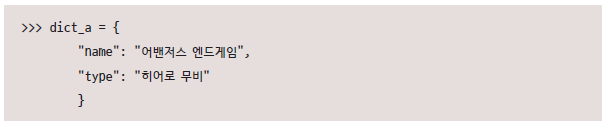 >>> dict_a = {
"name": "어밴저스 엔드게임",
"type": "히어로 무비"
}